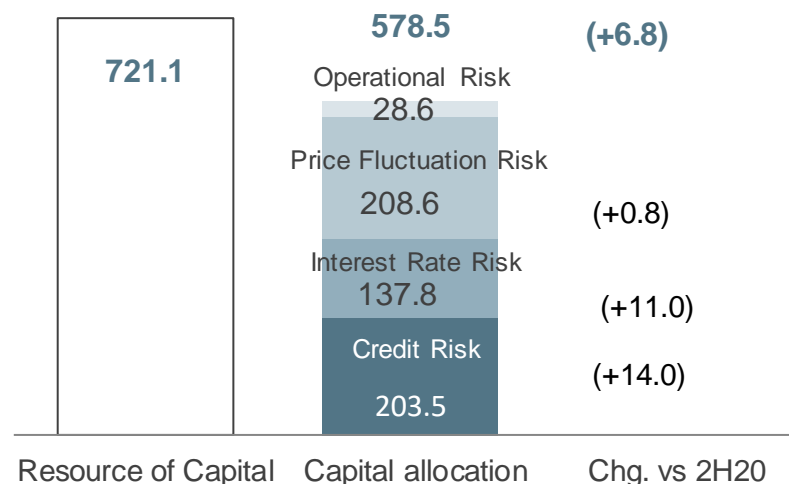 578.5
(+6.8)
721.1
Operational Risk
28.6
Price Fluctuation Risk
208.6
(+0.8)
Interest Rate Risk
137.8
(+11.0)
Credit Risk
(+14.0)
203.5
Resource of Capital
Capital allocation
Chg. vs 2H20